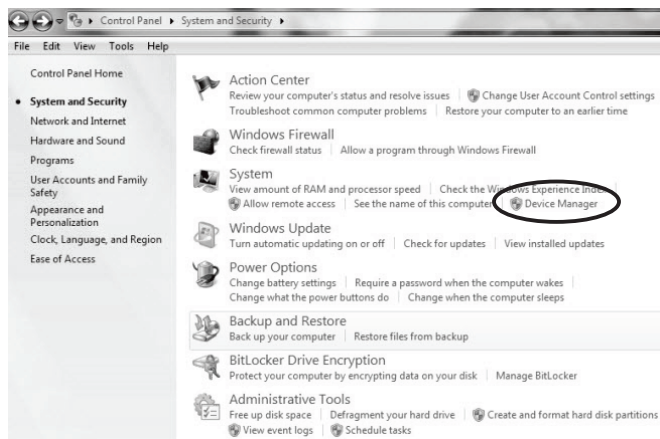 Control Panel ▸ System and Security ▸
File Edit View Tools Help
Control Panel Home
System and Security
Network and Internet
Hardware and Sound
Programs
User Accounts and Family
Safety
Appearance and
Personalization
Clock, Language, and Region
Ease of Access
Action Center
Review your computer's status and resolve issues | Change User Account Control settings
Troubleshoot common computer problems | Restore your computer to an earlier time
Windows Firewall
Check firewall status | Allow a program through Windows Firewall
System
View amount of RAM and processor speed | Check the Windows Experience Index |
Allow remote access | See the name of this computer | Device Manager
Windows Update
Turn automatic updating on or off | Check for updates | View installed updates
Power Options
Change battery settings | Require a password when the computer wakes |
Change what the power buttons do | Change when the computer sleeps
Backup and Restore
Back up your computer | Restore files from backup
BitLocker Drive Encryption
Protect your computer by encrypting data on your disk | Manage BitLocker
Administrative Tools
Free up disk space | Defragment your hard drive | Create and format hard disk partitions
View event logs | Schedule tasks